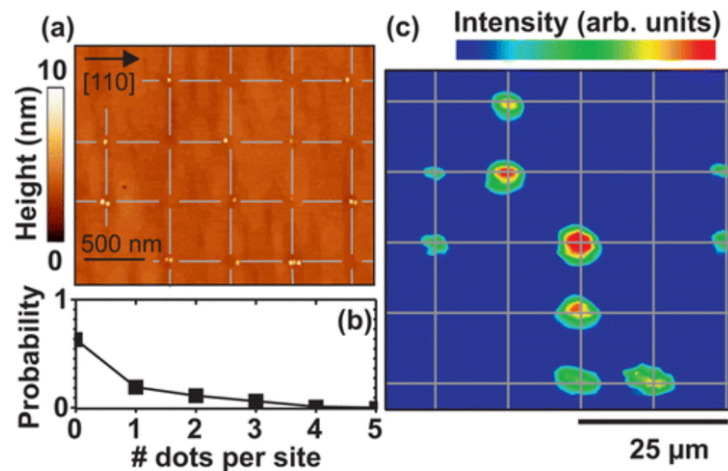 (a)
[110]
10
Height (nm)
0
500 nm
(b)
1
Probability
0
0 1 2 3 4 5
# dots per site
(c)
Intensity (arb. units)
25 μm